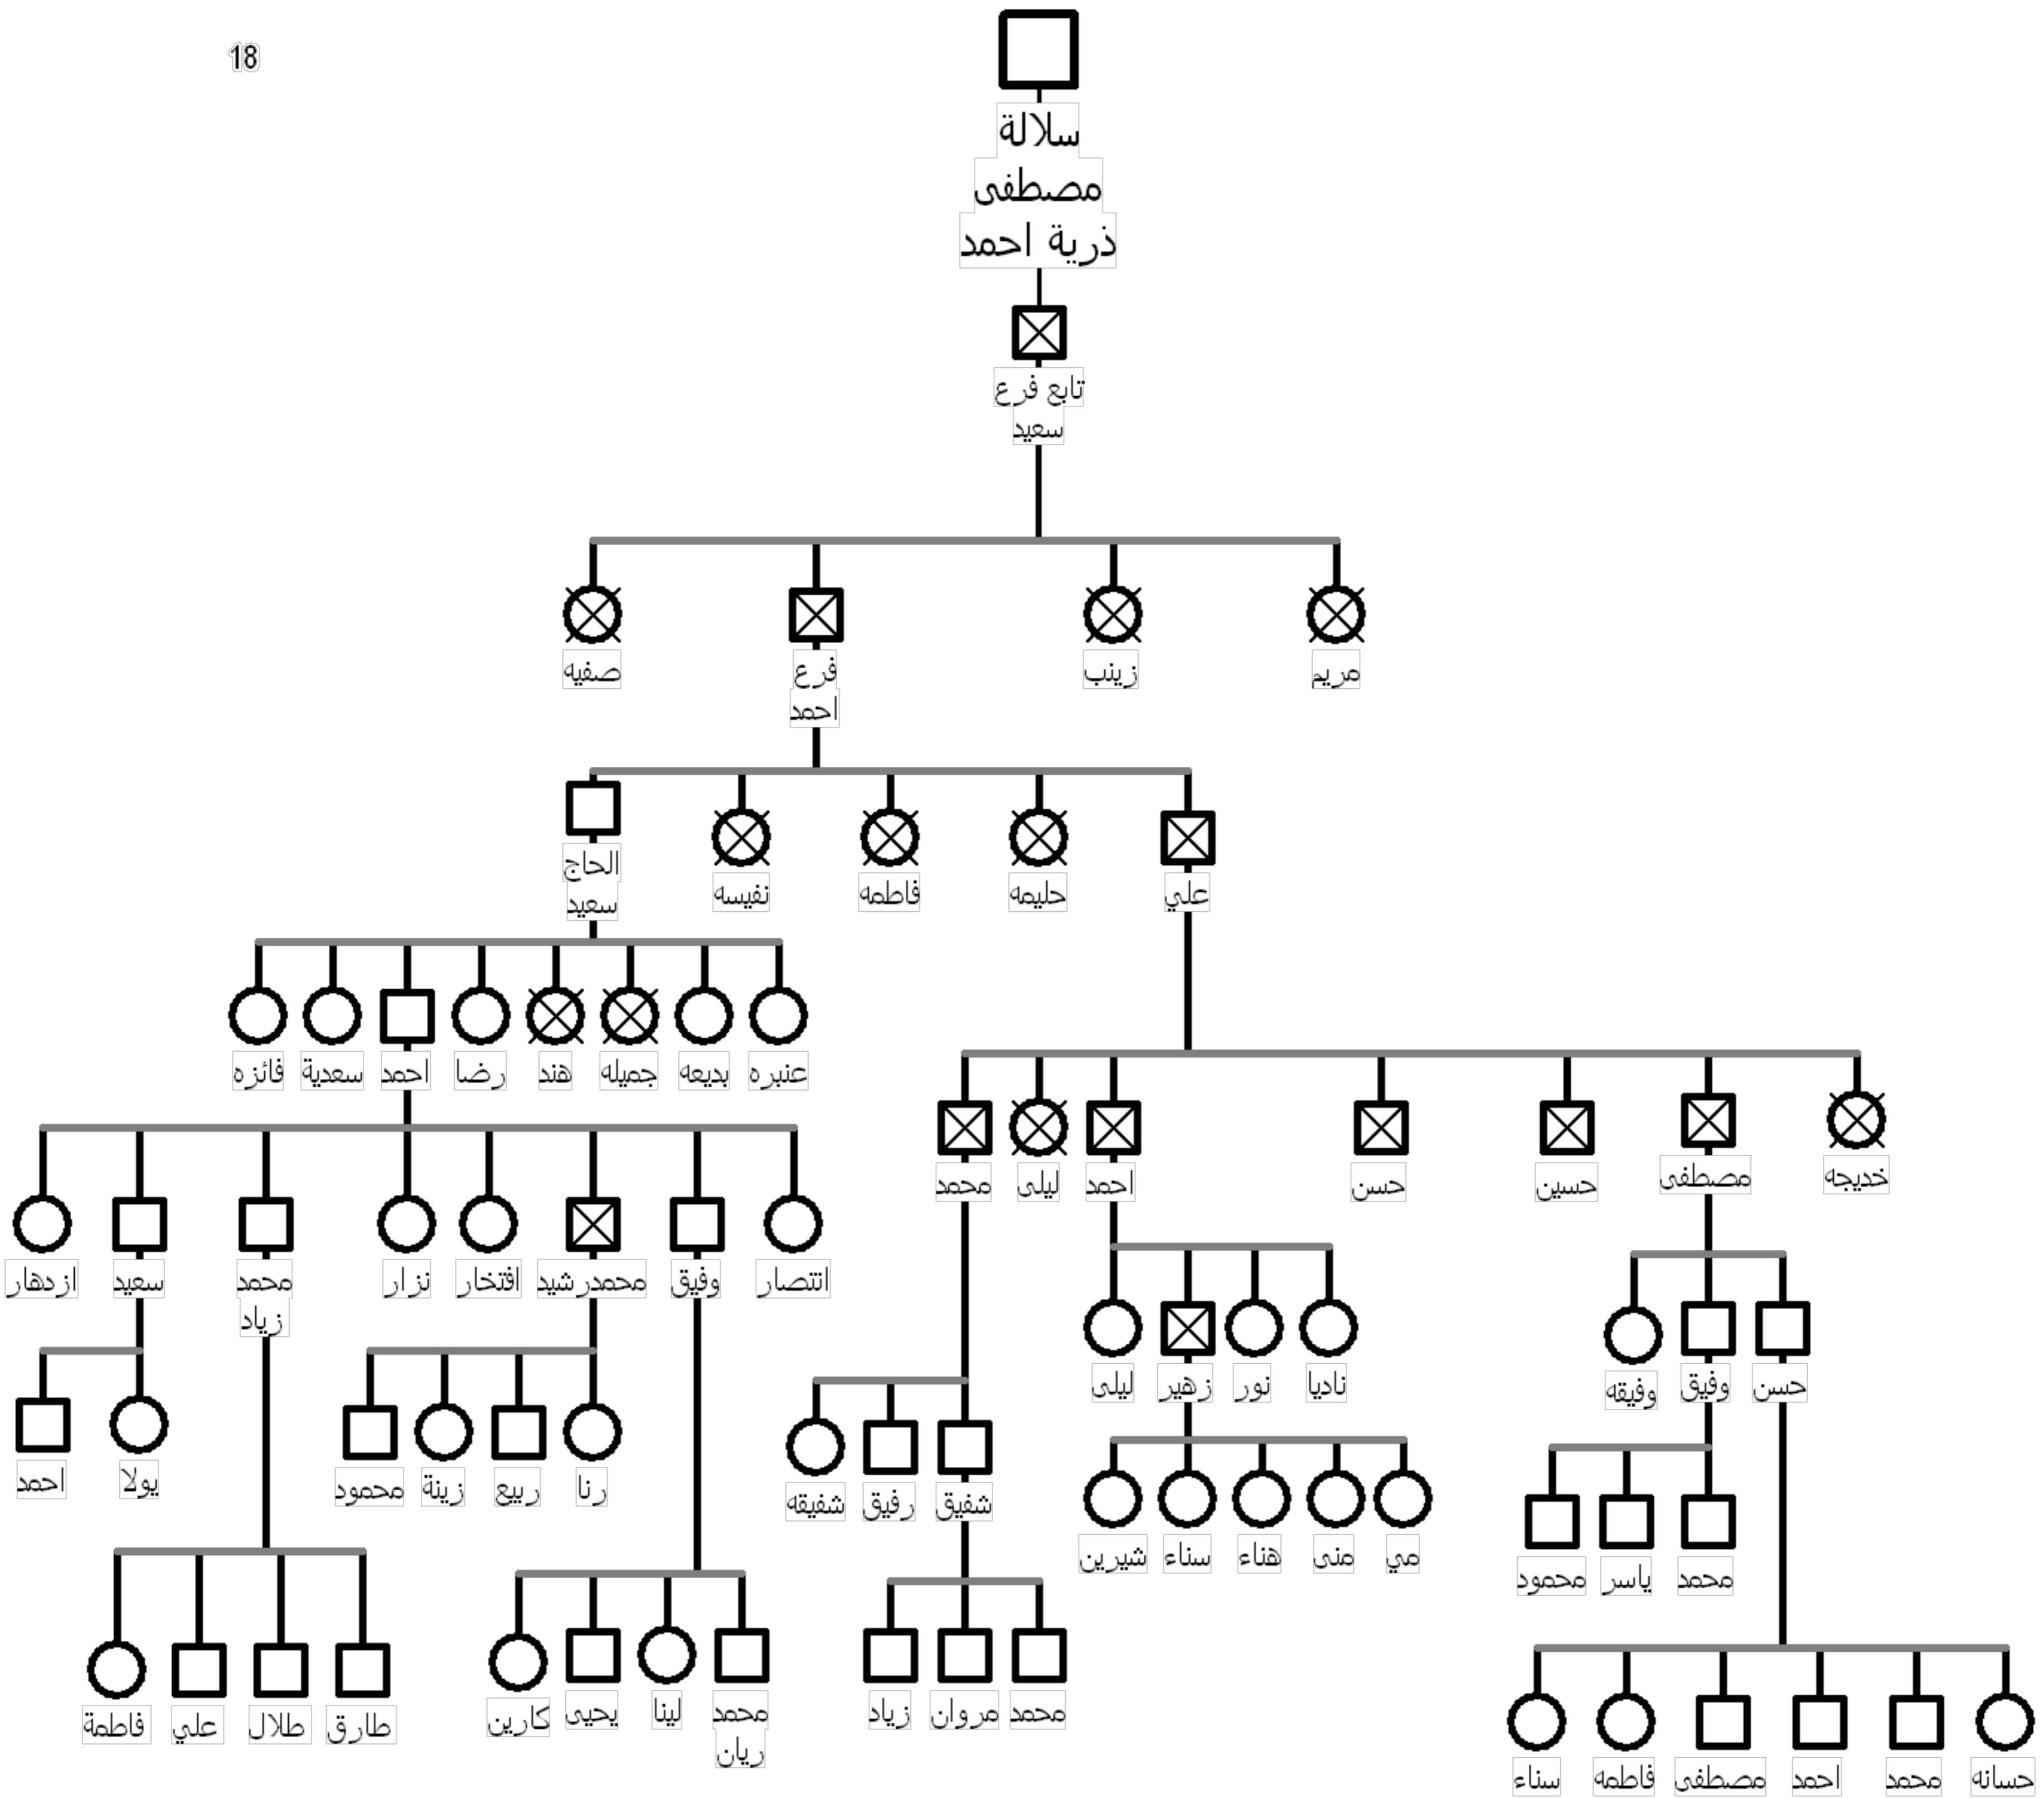 18
سلالة
مصطفى
ذرية احمد
تابع فرع
سعيد
مريم
زينب
فرع
احمد
صفيه
علي
حليمه
فاطمه
نفيسه
الحاج
سعيد
عنبره
بديعه
جميله
هند
رضا
احمد
سعدية
فائزه
خديجه
مصطفى
حسين
حسن
احمد
ليلى
محمد
انتصار
وفيق
محمدرشيد
افتخار
نزار
محمد
زياد
سعيد
ازدهار
حسن
وفيق
وفيقه
ناديا
نور
زهير
ليلى
شفيق
رفيق
شفيقه
رنا
ربيع
زينة
محمود
يولا
احمد
محمد
ياسر
محمود
مي
منى
هناء
سناء
شيرين
محمد
مروان
زياد
محمد
ريان
لينا
يحيى
كارين
طارق
طلال
علي
فاطمة
حسانه
محمد
احمد
مصطفى
فاطمه
سناء